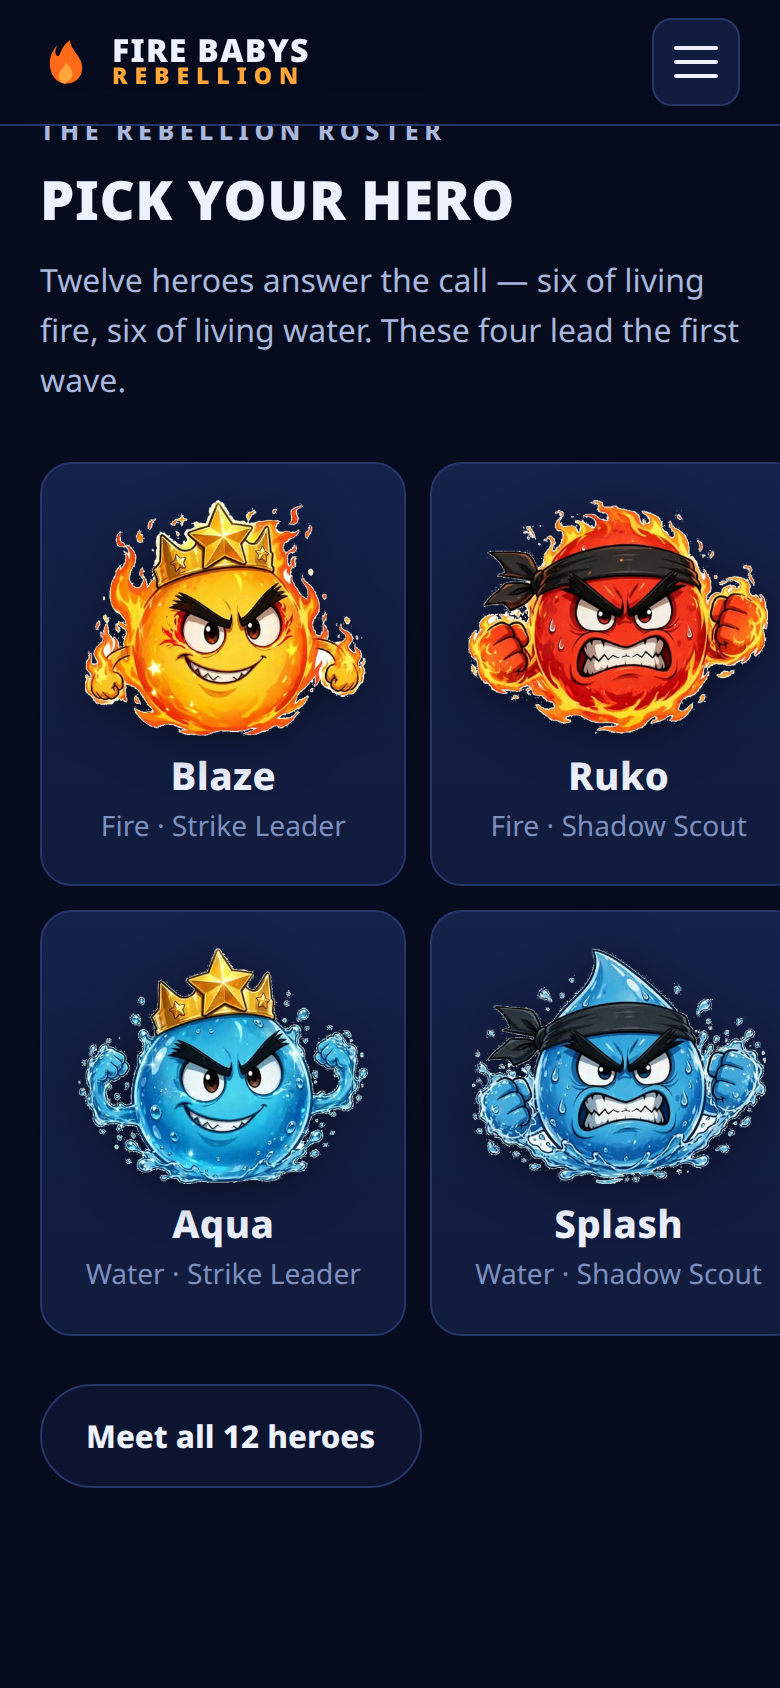 FIRE BABYS
REBELLION
THE REBELLION ROSTER
PICK YOUR HERO
Twelve heroes answer the call — six of living
fire, six of living water. These four lead the first
wave.
Blaze
Fire · Strike Leader
Ruko
Fire · Shadow Scout
Aqua
Water · Strike Leader
Splash
Water · Shadow Scout
Meet all 12 heroes